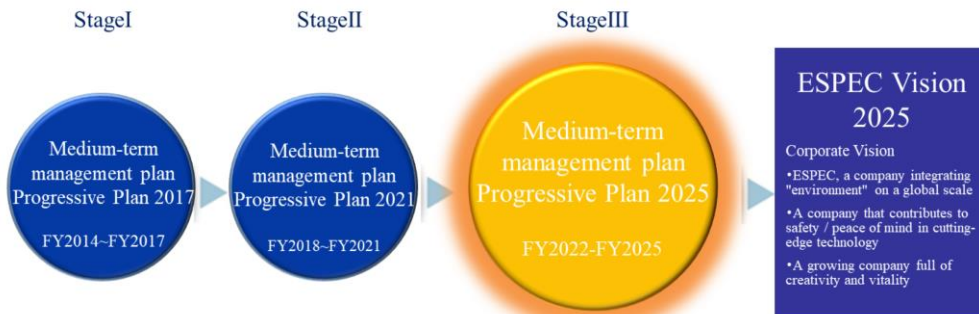 StageI
StageII
StageIII
Medium-term
management plan
Progressive Plan 2017
FY2014~FY2017
Medium-term
management plan
Progressive Plan 2021
FY2018~FY2021
Medium-term
management plan
Progressive Plan 2025
FY2022-FY2025
ESPEC Vision
2025
Corporate Vision
•ESPEC, a company integrating
"environment" on a global scale
•A company that contributes to
safety / peace of mind in cutting-
edge technology
•A growing company full of
creativity and vitality